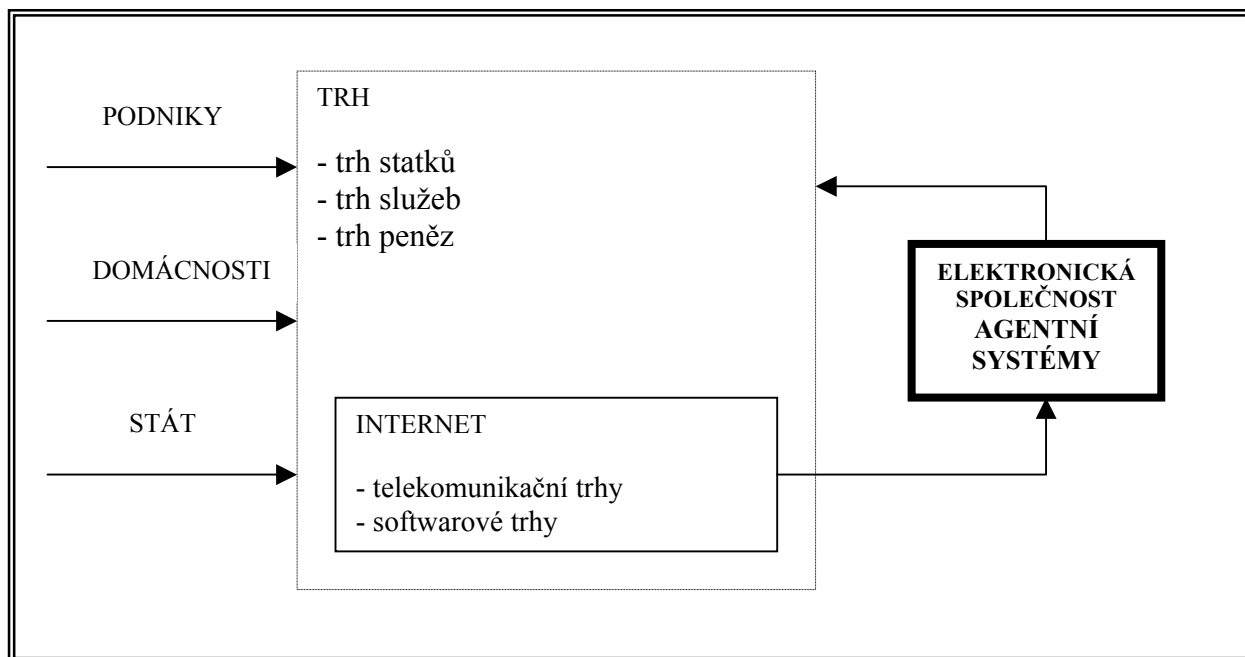 PODNIKY
DOMÁCNOSTI
STÁT
TRH
- trh statků
- trh služeb
- trh peněz
INTERNET
- telekomunikační trhy
- softwarové trhy
ELEKTRONICKÁ
SPOLEČNOST
AGENTNÍ
SYSTÉMY